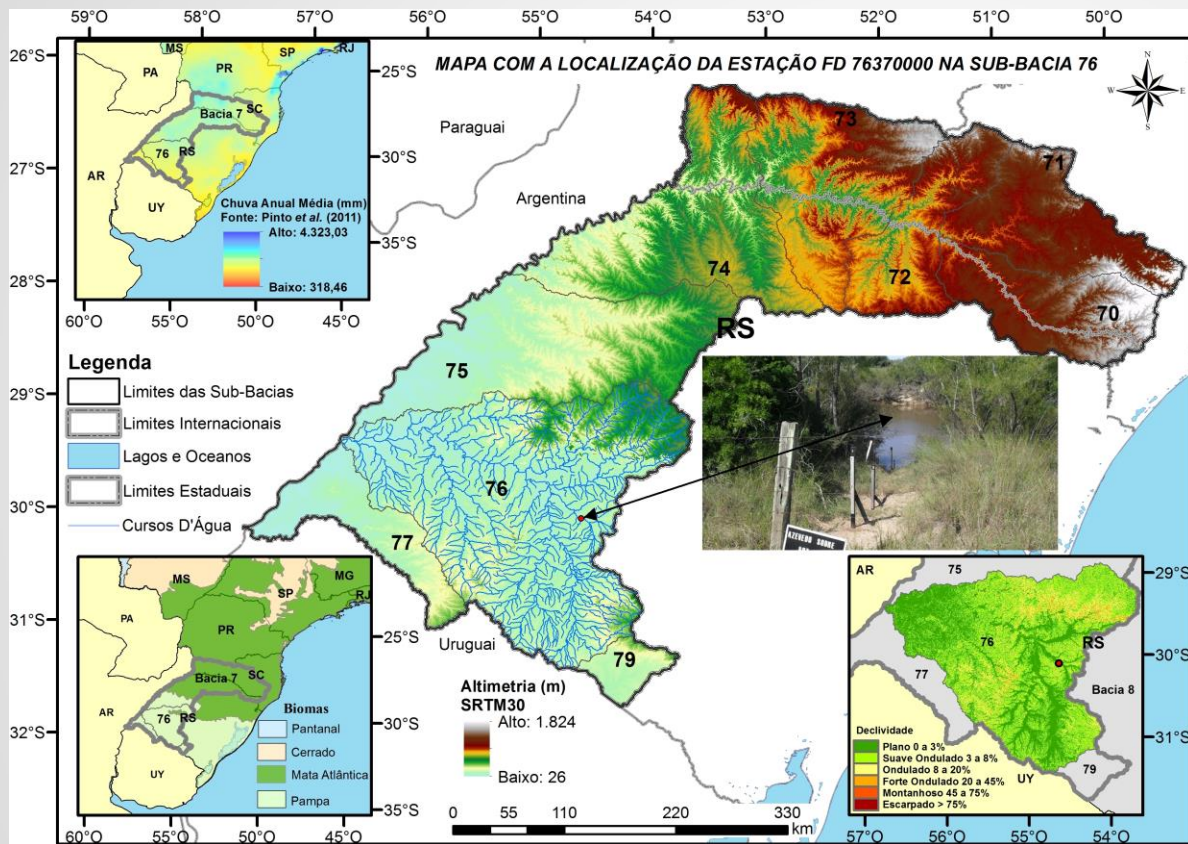 59°O 58°O 57°O 56°O 55°O 54°O 53°O 52°O 51°O 50°O
MAPA COM A LOCALIZAÇÃO DA ESTAÇÃO FD 76370000 NA SUB-BACIA 76
N
W E
S
26°S
27°S
28°S
29°S
30°S
31°S
32°S
MS
SP
RJ
PA
PR
Bacia 7
SC
76
RS
AR
UY
Chuva Anual Média (mm)
Fonte: Pinto et al. (2011)
Alto: 4.323,03
Baixo: 318,46
25°S
30°S
35°S
60°O 55°O 50°O 45°O
Paraguai
Argentina
Uruguai
73
71
74
72
70
RS
75
76
77
79
Legenda
Limites das Sub-Bacias
Limites Internacionais
Lagos e Oceanos
Limites Estaduais
Cursos D'Água
AZEVEDO SODRE
MS
MG
SP
RJ
PA
PR
Bacia 7
SC
AR
76
RS
UY
Biomas
Pantanal
Cerrado
Mata Atlântica
Pampa
25°S
30°S
60°O 55°O 50°O 45°O
Altimetria (m)
SRTM30
Alto: 1.824
Baixo: 26
0 55 110 220 330
km
AR
75
76
RS
77
Bacia 8
79
UY
Declividade
Plano 0 a 3%
Suave Ondulado 3 a 8%
Ondulado 8 a 20%
Forte Ondulado 20 a 45%
Montanhoso 45 a 75%
Escarpado > 75%
29°S
30°S
31°S
57°O 56°O 55°O 54°O